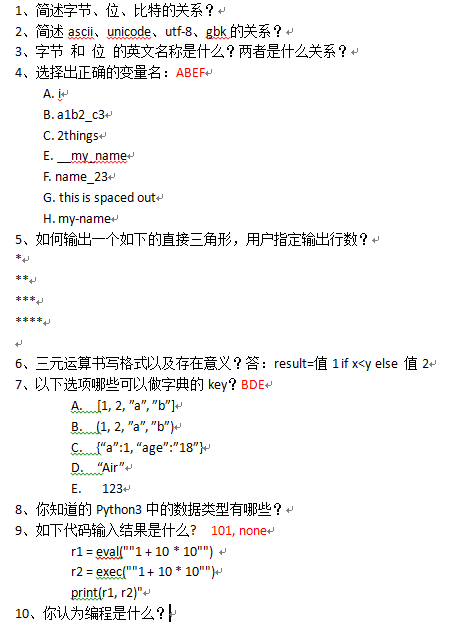 1、简述字节、位、比特的关系？
2、简述 ascii、unicode、utf-8、gbk 的关系？
3、字节 和 位 的英文名称是什么？两者是什么关系？
4、选择出正确的变量名：ABEF
A. i
B. a1b2_c3
C. 2things
E. __my_name
F. name_23
G. this is spaced out
H. my-name
5、如何输出一个如下的直接三角形，用户指定输出行数？
*
**
***
****
6、三元运算书写格式以及存在意义？答：result=值 1 if x<y else 值 2
7、以下选项哪些可以做字典的 key？BDE
A. [1, 2, ”a”, ”b”]
B. (1, 2, ”a”, ”b”)
C. {“a”:1, “age”:”18”}
D. “Air”
E. 123
8、你知道的 Python3 中的数据类型有哪些？
9、如下代码输入结果是什么? 101, none
r1 = eval(""1 + 10 * 10"")
r2 = exec(""1 + 10 * 10"")
print(r1, r2)"
10、你认为编程是什么？